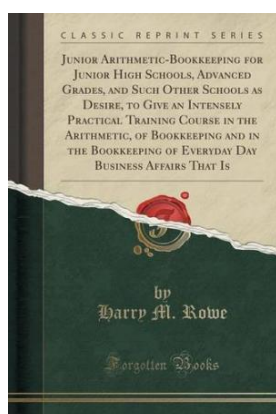 CLASSIC REPRINT SERIES
JUNIOR ARITHMETIC-BOOKKEEPING FOR
JUNIOR HIGH SCHOOLS, ADVANCED
GRADES, AND SUCH OTHER SCHOOLS AS
DESIRE, TO GIVE AN INTENSELY
PRACTICAL TRAINING COURSE IN THE
ARITHMETIC, OF BOOKKEEPING AND IN
THE BOOKKEEPING OF EVERYDAY DAY
BUSINESS AFFAIRS THAT IS
by
Harry M. Rowe
Forgotten Books